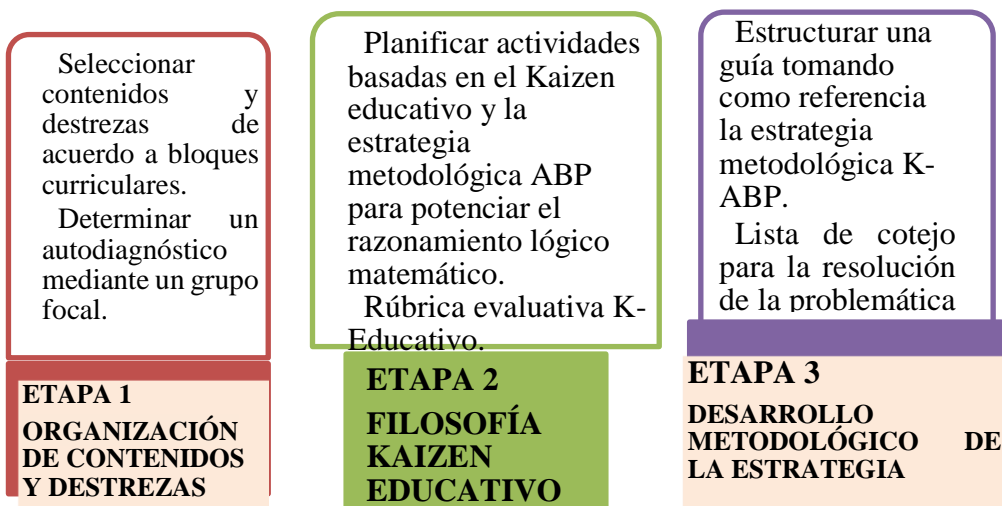 Seleccionar
contenidos y
destrezas de
acuerdo a bloques
curriculares.
Determinar un
autodiagnóstico
mediante un grupo
focal.
ETAPA 1
ORGANIZACIÓN
DE CONTENIDOS
Y DESTREZAS
Planificar actividades
basadas en el Kaizen
educativo y la
estrategia
metodológica ABP
para potenciar el
razonamiento lógico
matemático.
Rúbrica evaluativa K-
Educativo.
ETAPA 2
FILOSOFÍA
KAIZEN
EDUCATIVO
Estructurar una
guía tomando
como referencia
la estrategia
metodológica K-
ABP.
Lista de cotejo
para la resolución
de la problemática
ETAPA 3
DESARROLLO
METODOLÓGICO DE
LA ESTRATEGIA